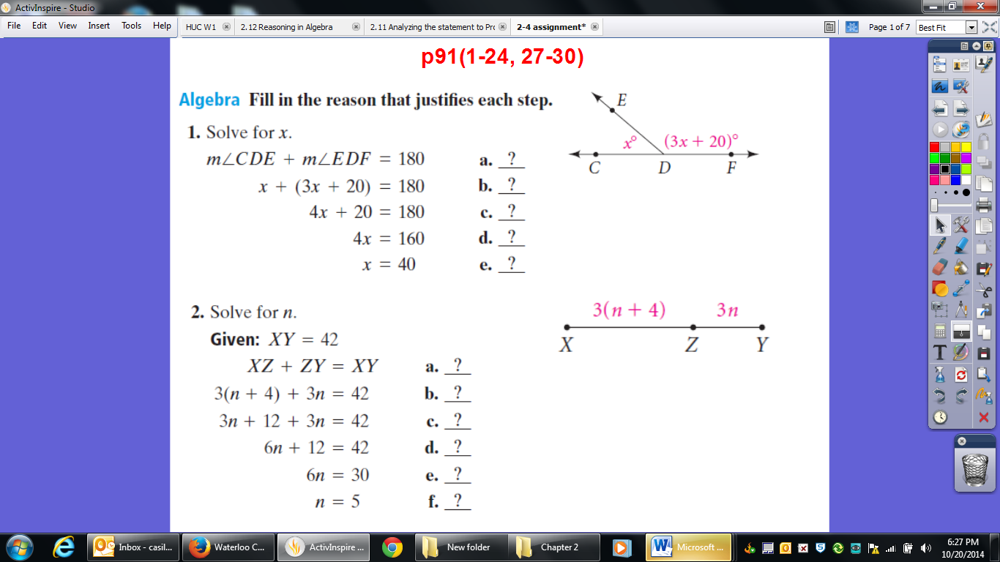 ActivInspire - Studio
File Edit View Insert Tools Help
HUC W1 2.12 Reasoning in Algebra 2.11 Analyzing the statement to Pro 2-4 assignment*
Page 1 of 7 Best Fit
p91(1-24, 27-30)
Algebra Fill in the reason that justifies each step.
1. Solve for x.
m∠CDE + m∠EDF = 180 a. ?
x + (3x + 20) = 180 b. ?
4x + 20 = 180 c. ?
4x = 160 d. ?
x = 40 e. ?
E
x° (3x + 20)°
C D F
2. Solve for n.
Given: XY = 42
XZ + ZY = XY a. ?
3(n + 4) + 3n = 42 b. ?
3n + 12 + 3n = 42 c. ?
6n + 12 = 42 d. ?
6n = 30 e. ?
n = 5 f. ?
3(n + 4) 3n
X Z Y
Inbox - casil... Waterloo C... ActivInspire ... New folder Chapter 2 Microsoft ...
6:27 PM
10/20/2014